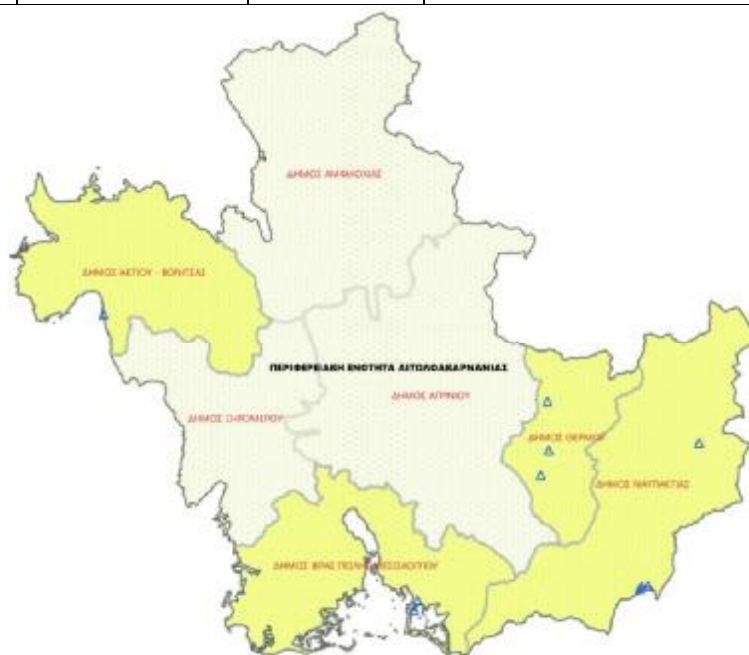 ΔΗΜΟΣ ΑΜΦΙΛΟΧΙΑΣ
ΔΗΜΟΣ ΑΚΤΙΟΥ - ΒΟΝΙΤΣΑΣ
ΠΕΡΙΦΕΡΕΙΑΚΗ ΕΝΟΤΗΤΑ ΑΙΤΩΛΟΑΚΑΡΝΑΝΙΑΣ
ΔΗΜΟΣ ΑΓΡΙΝΙΟΥ
ΔΗΜΟΣ ΞΗΡΟΜΕΡΟΥ
ΔΗΜΟΣ ΘΕΡΜΟΥ
ΔΗΜΟΣ ΝΑΥΠΑΚΤΙΑΣ
ΔΗΜΟΣ ΙΕΡΑΣ ΠΟΛΗΣ ΜΕΣΟΛΟΓΓΙΟΥ